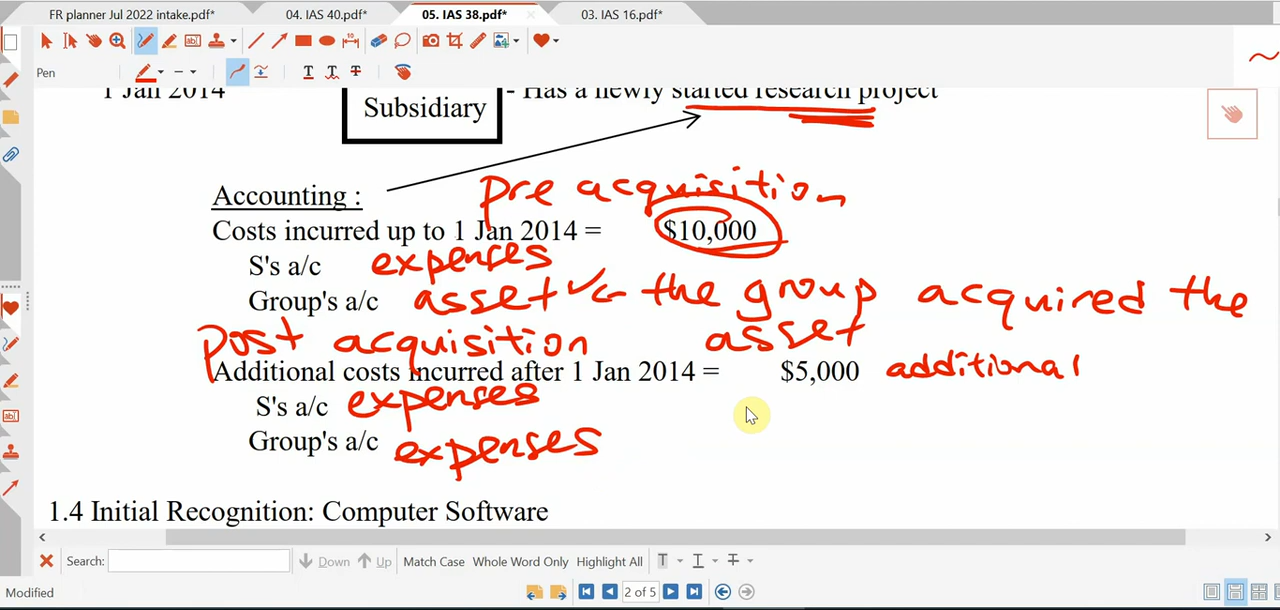 FR planner Jul 2022 intake.pdf* 04. IAS 40.pdf* 05. IAS 38.pdf* 03. IAS 16.pdf*
Pen
1 Jan 2014 Subsidiary - Has a newly started research project
pre acquisition
Accounting :
Costs incurred up to 1 Jan 2014 = $10,000
S's a/c expenses
Group's a/c asset the group acquired the
asset
post acquisition
Additional costs incurred after 1 Jan 2014 = $5,000 additional
S's a/c expenses
Group's a/c expenses
1.4 Initial Recognition: Computer Software
Search: Down Up Match Case Whole Word Only Highlight All
Modified 2 of 5